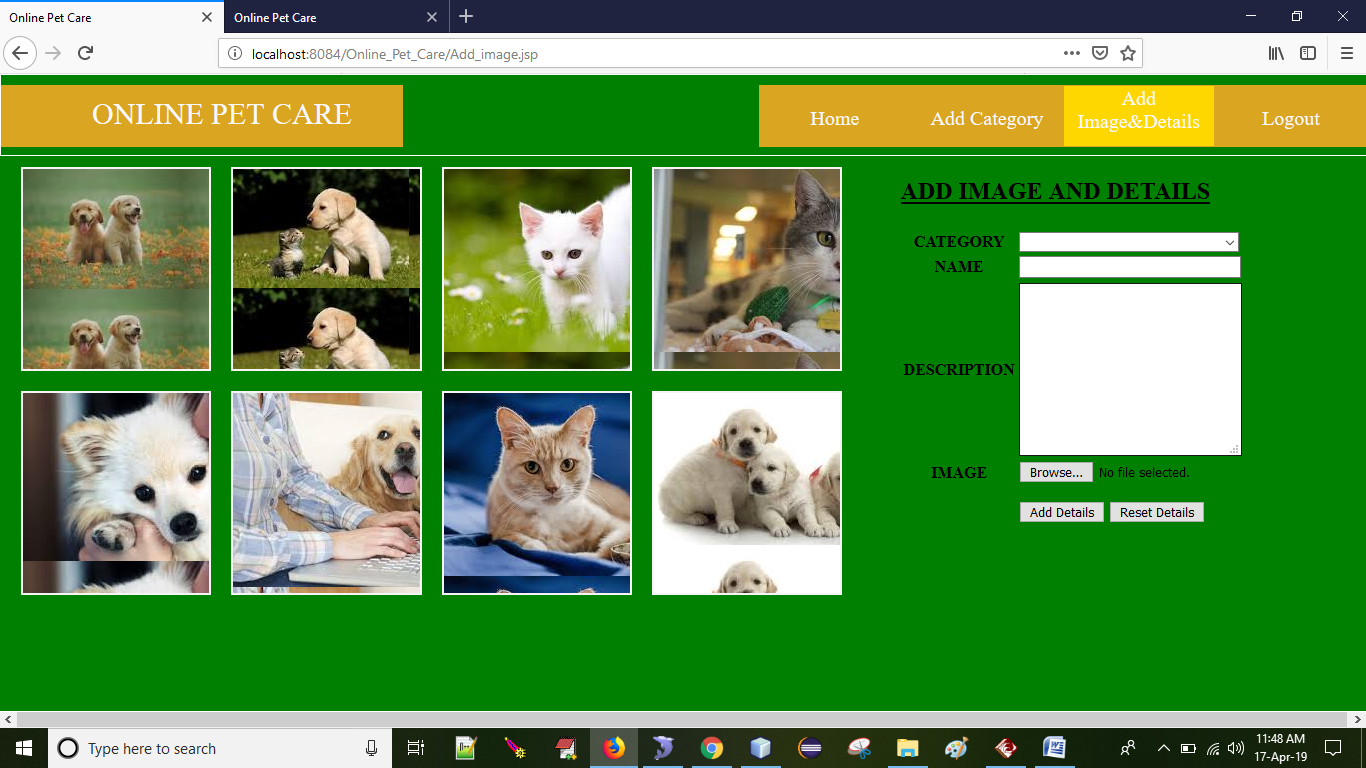 Online Pet Care
Online Pet Care
localhost:8084/Online_Pet_Care/Add_image.jsp
ONLINE PET CARE
Home
Add Category
Add
Image&Details
Logout
ADD IMAGE AND DETAILS
CATEGORY
NAME
DESCRIPTION
IMAGE
Browse...
No file selected.
Add Details
Reset Details
Type here to search
11:48 AM
17-Apr-19